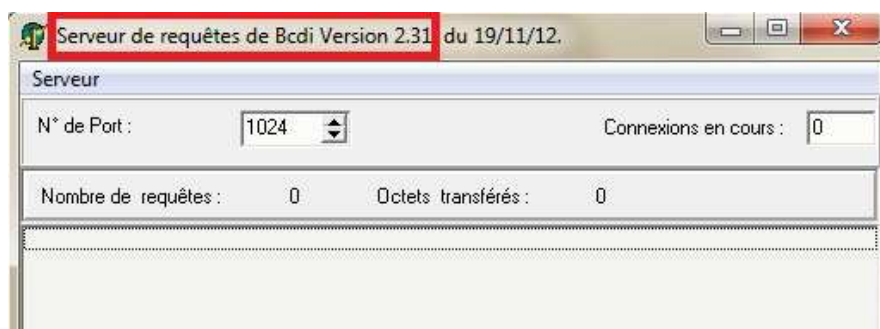 Serveur de requêtes de Bcdi Version 2.31 du 19/11/12.
Serveur
N° de Port : 1024 Connexions en cours : 0
Nombre de requêtes : 0 Octets transférés : 0